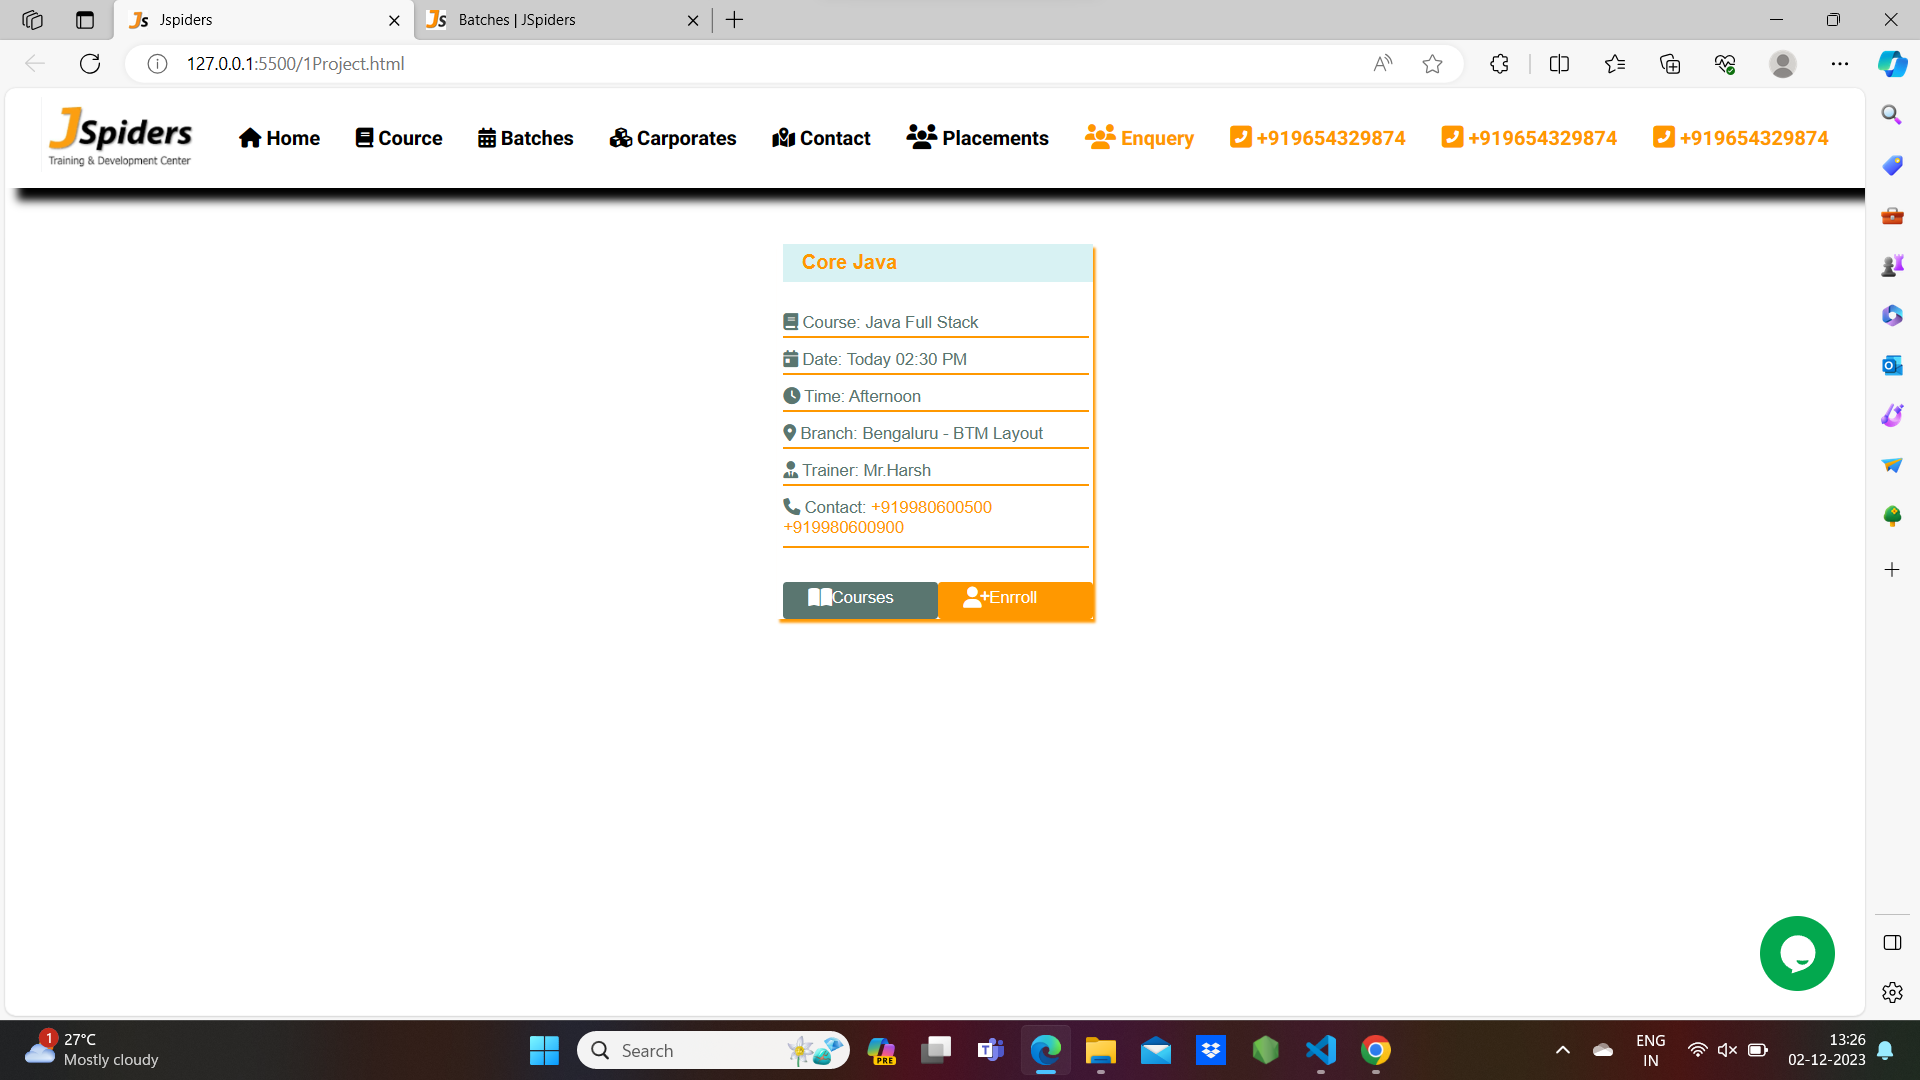 Jspiders
Batches | JSpiders
127.0.0.1:5500/1Project.html
JSpiders
Training & Development Center
Home
Cource
Batches
Carporates
Contact
Placements
Enquery
+919654329874
+919654329874
+919654329874
Core Java
Course: Java Full Stack
Date: Today 02:30 PM
Time: Afternoon
Branch: Bengaluru - BTM Layout
Trainer: Mr.Harsh
Contact: +919980600500
+919980600900
Courses
Enrroll
1
27°C
Mostly cloudy
Search
PRE
ENG
IN
13:26
02-12-2023